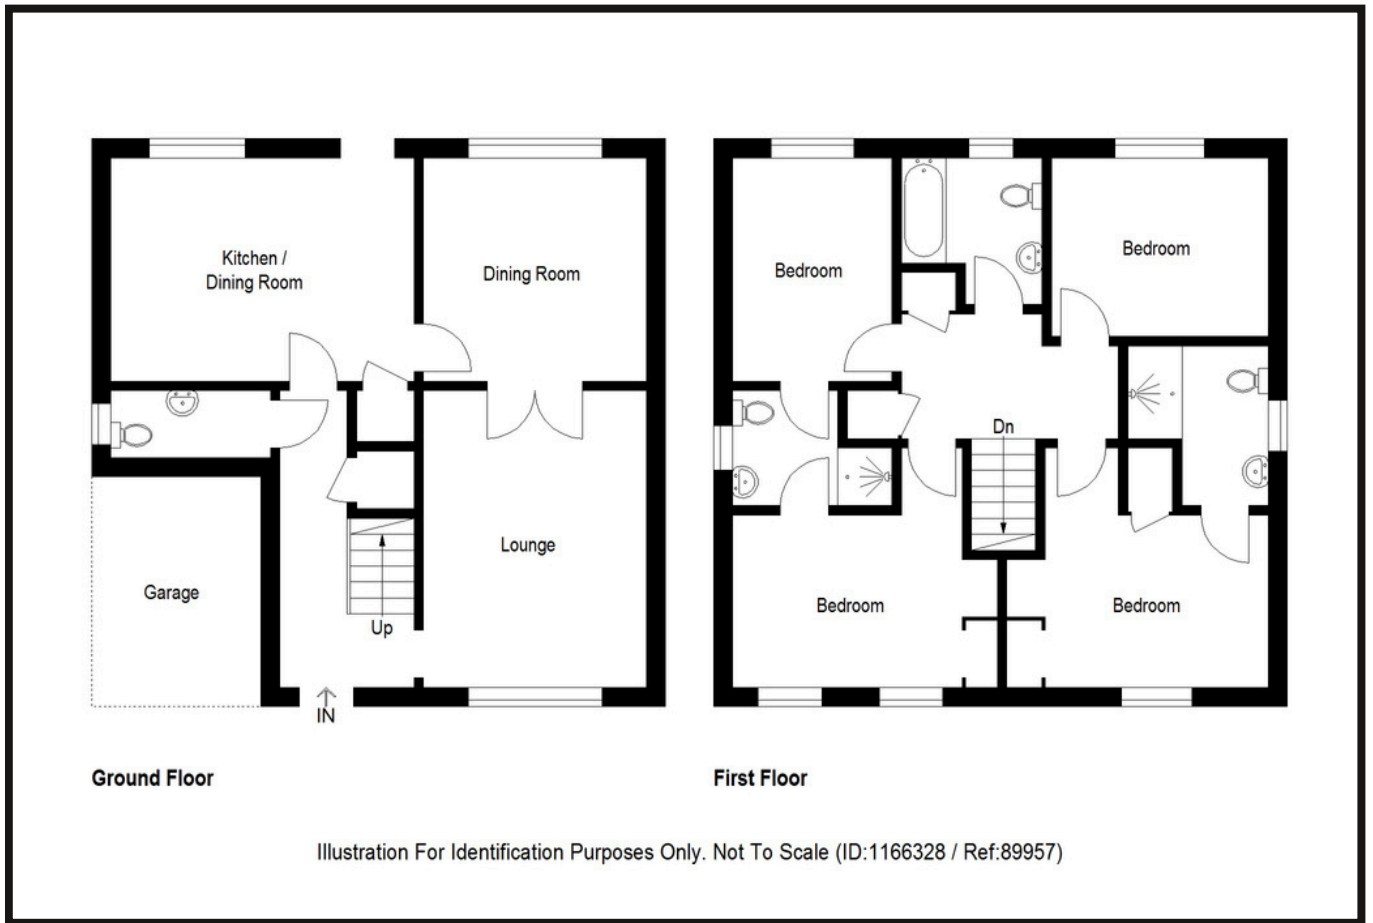 Kitchen /
Dining Room
Dining Room
Lounge
Garage
Up
IN
Ground Floor
Bedroom
Bedroom
Dn
Bedroom
Bedroom
First Floor
Illustration For Identification Purposes Only. Not To Scale (ID:1166328 / Ref:89957)